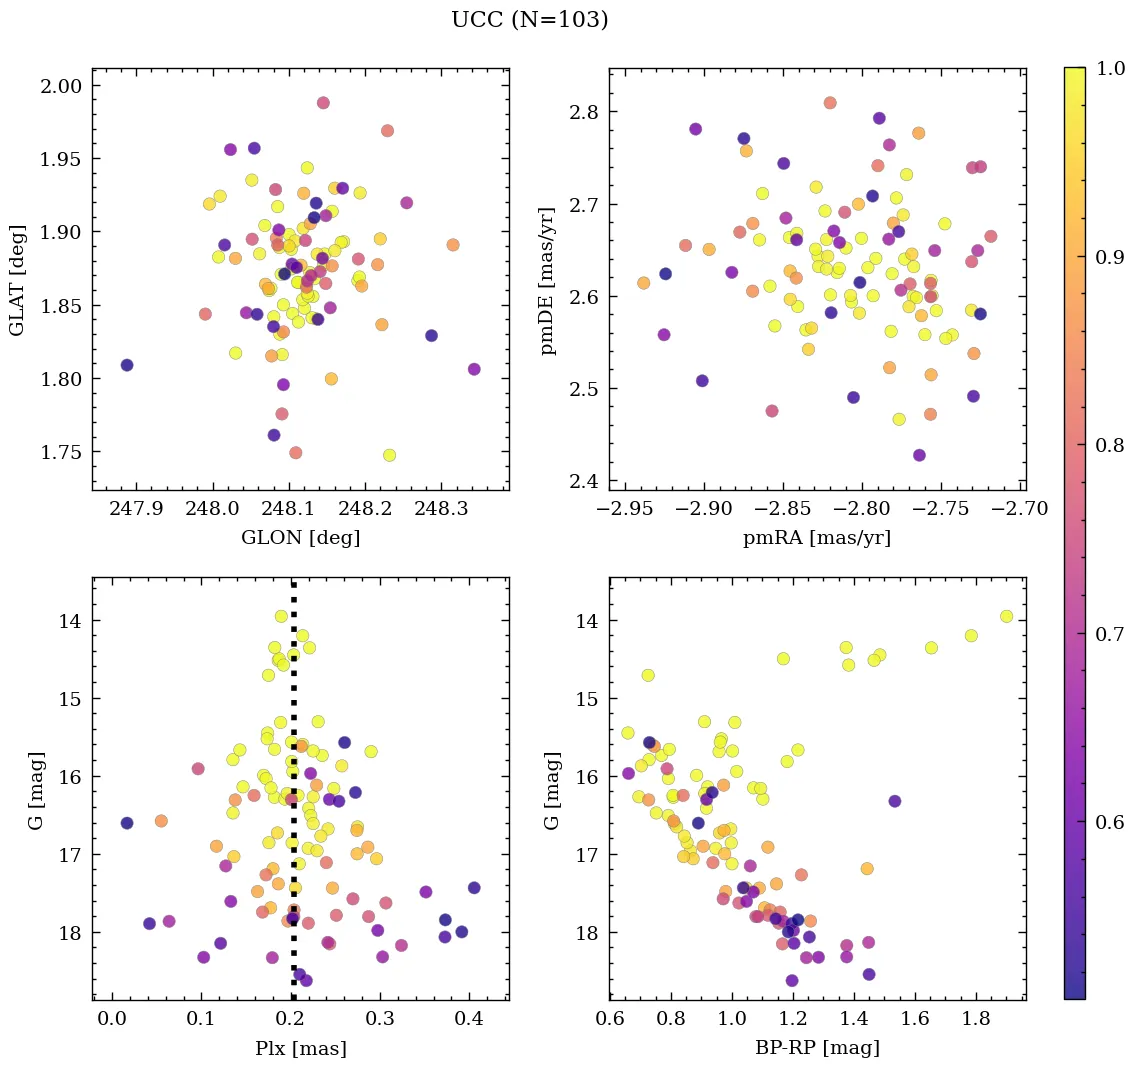 UCC (N=103)
2.00
1.95
1.90
1.85
1.80
1.75
GLAT [deg]
247.9 248.0 248.1 248.2 248.3
GLON [deg]
2.8
2.7
2.6
2.5
2.4
pmDE [mas/yr]
−2.95 −2.90 −2.85 −2.80 −2.75 −2.70
pmRA [mas/yr]
14
15
16
17
18
G [mag]
0.0 0.1 0.2 0.3 0.4
Plx [mas]
14
15
16
17
18
G [mag]
0.6 0.8 1.0 1.2 1.4 1.6 1.8
BP-RP [mag]
1.0
0.9
0.8
0.7
0.6